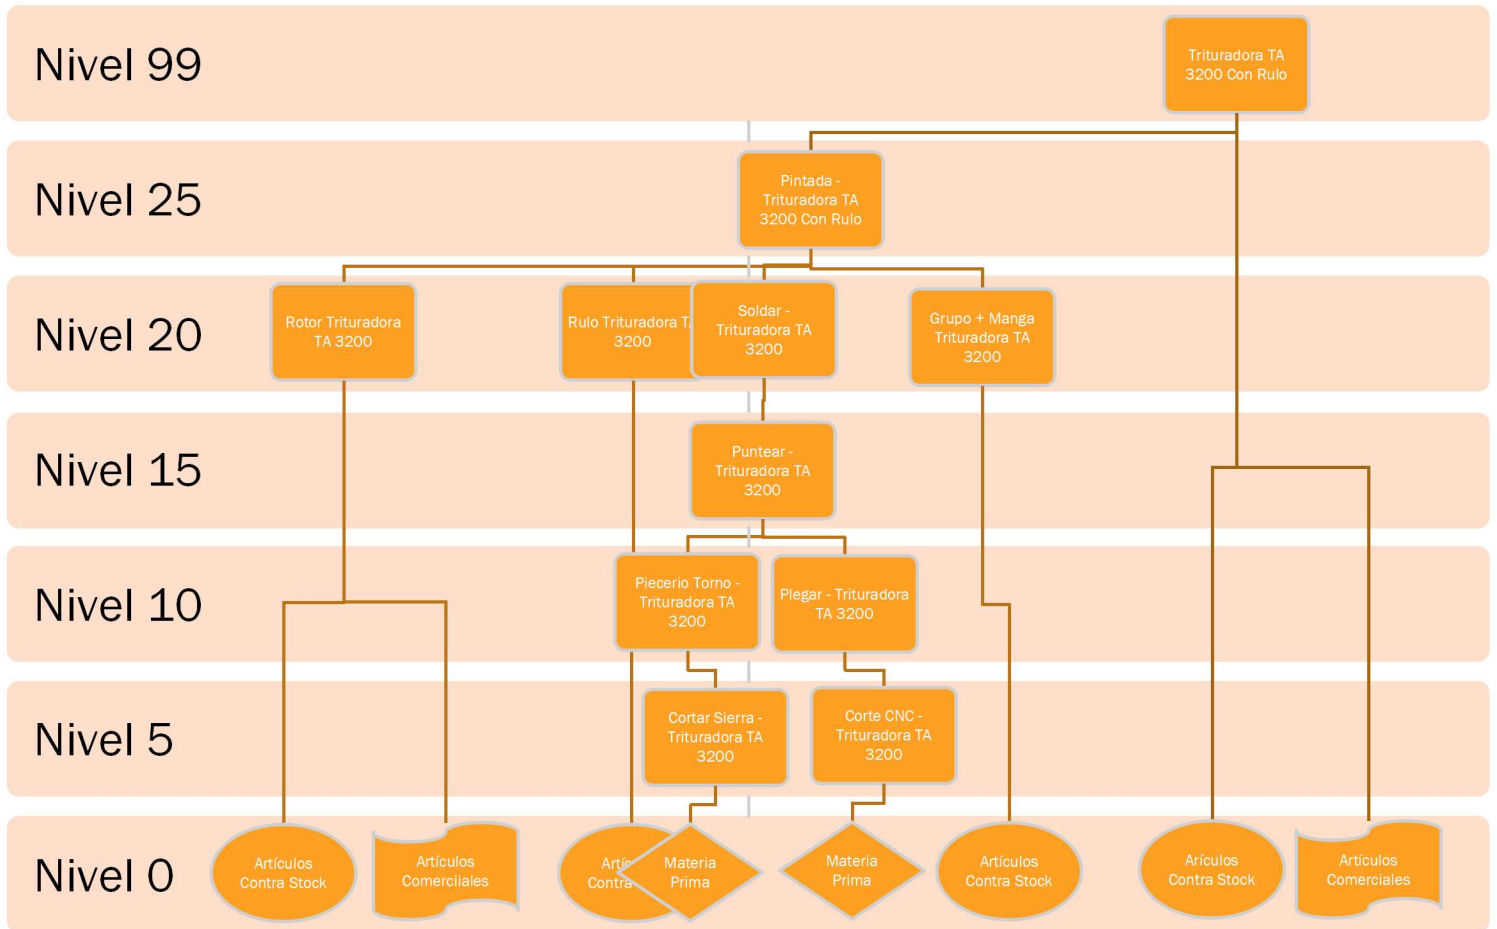 Nivel 99
Trituradora TA
3200 Con Rulo
Nivel 25
Pintada -
Trituradora TA
3200 Con Rulo
Nivel 20
Rotor Trituradora
TA 3200
Rulo Trituradora
3200
Soldar -
Trituradora TA
3200
Grupo + Manga
Trituradora TA
3200
Nivel 15
Puntear -
Trituradora TA
3200
Nivel 10
Piecerio Torno -
Trituradora TA
3200
Plegar - Trituradora
TA 3200
Nivel 5
Cortar Sierra -
Trituradora TA
3200
Corte CNC -
Trituradora TA
3200
Nivel 0
Artículos
Contra Stock
Artículos
Comerciiales
Contra
Materia
Prima
Materia
Prima
Artículos
Contra Stock
Arículos
Contra Stock
Artículos
Comerciales